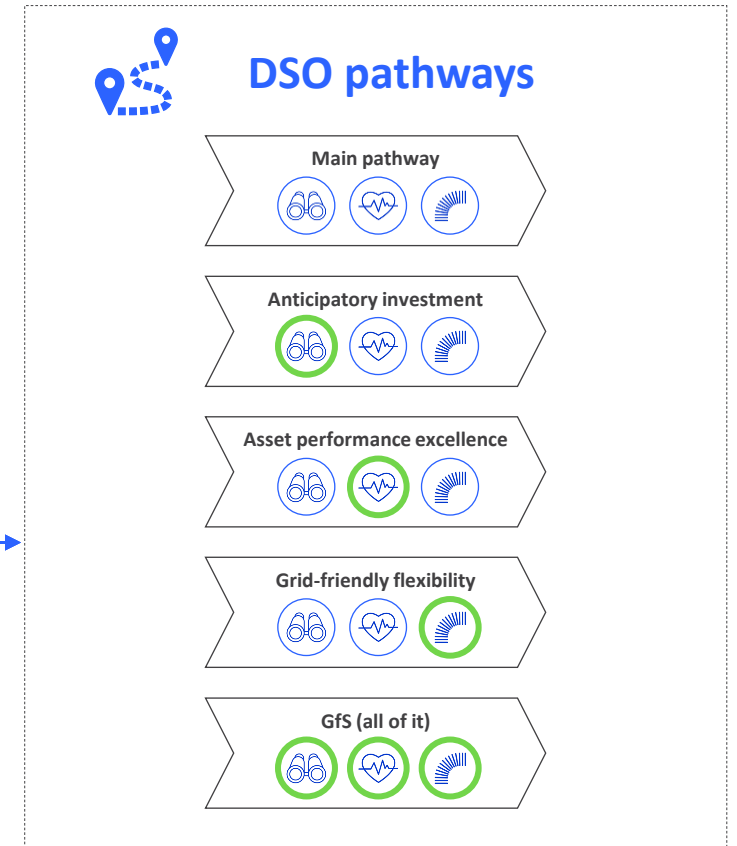 DSO pathways
Main pathway
Anticipatory investment
Asset performance excellence
Grid-friendly flexibility
GfS (all of it)